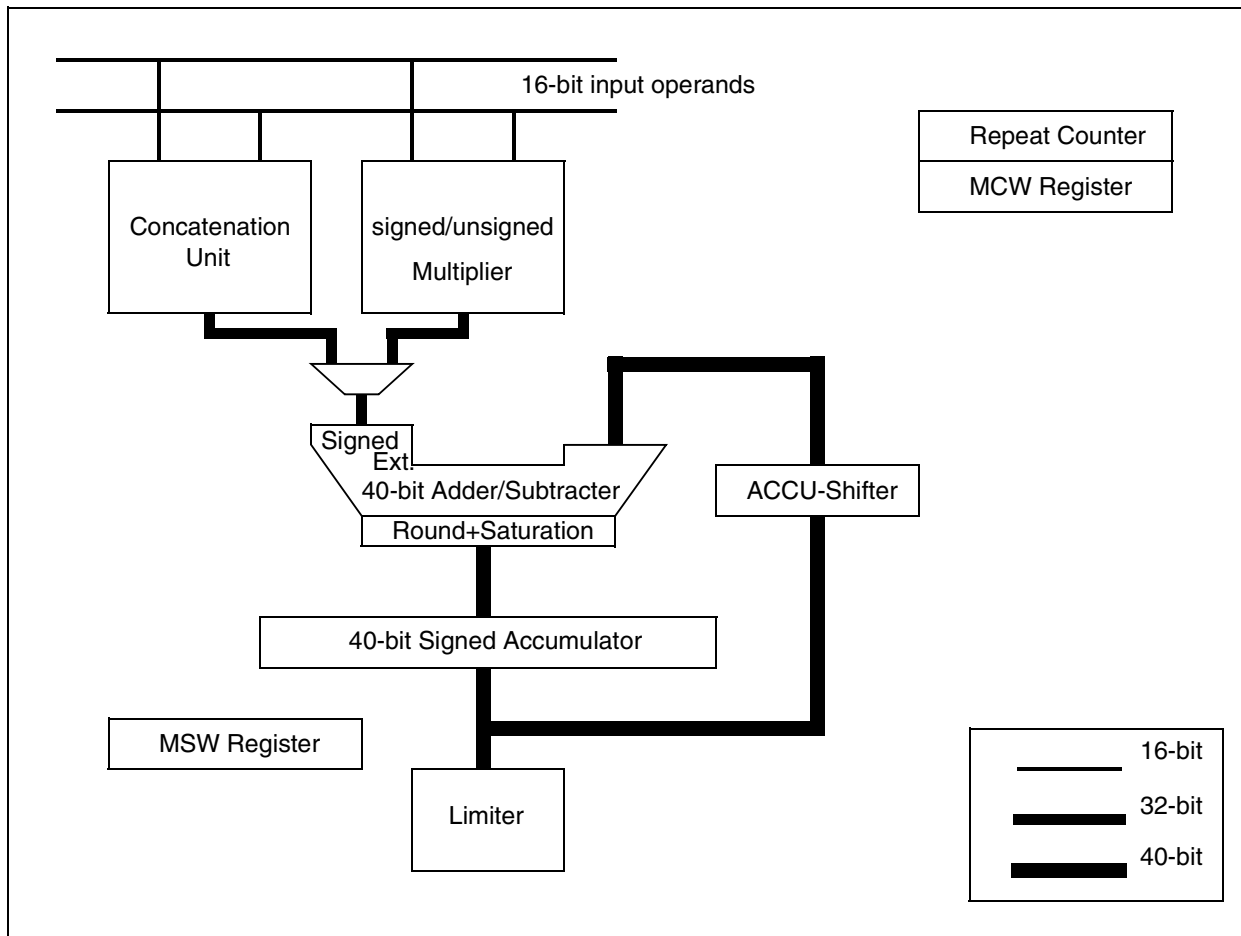 16-bit input operands
Repeat Counter
MCW Register
Concatenation
Unit
signed/unsigned
Multiplier
Signed
Ext.
40-bit Adder/Subtracter
Round+Saturation
ACCU-Shifter
40-bit Signed Accumulator
MSW Register
Limiter
16-bit
32-bit
40-bit